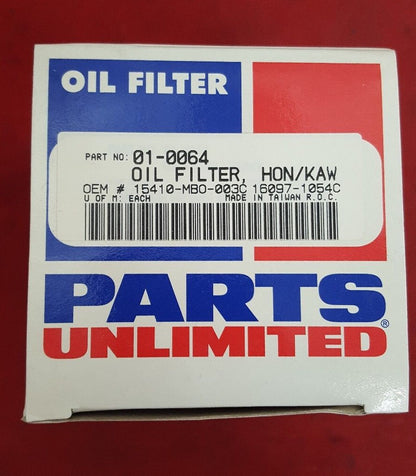 OIL FILTER
PART NO: 01-0064
OIL FILTER, HON/KAW
OEM # 15410-MBO-003C 16097-1054C
U OF M: EACH MADE IN TAIWAN R.O.C.
PARTS
UNLIMITED®